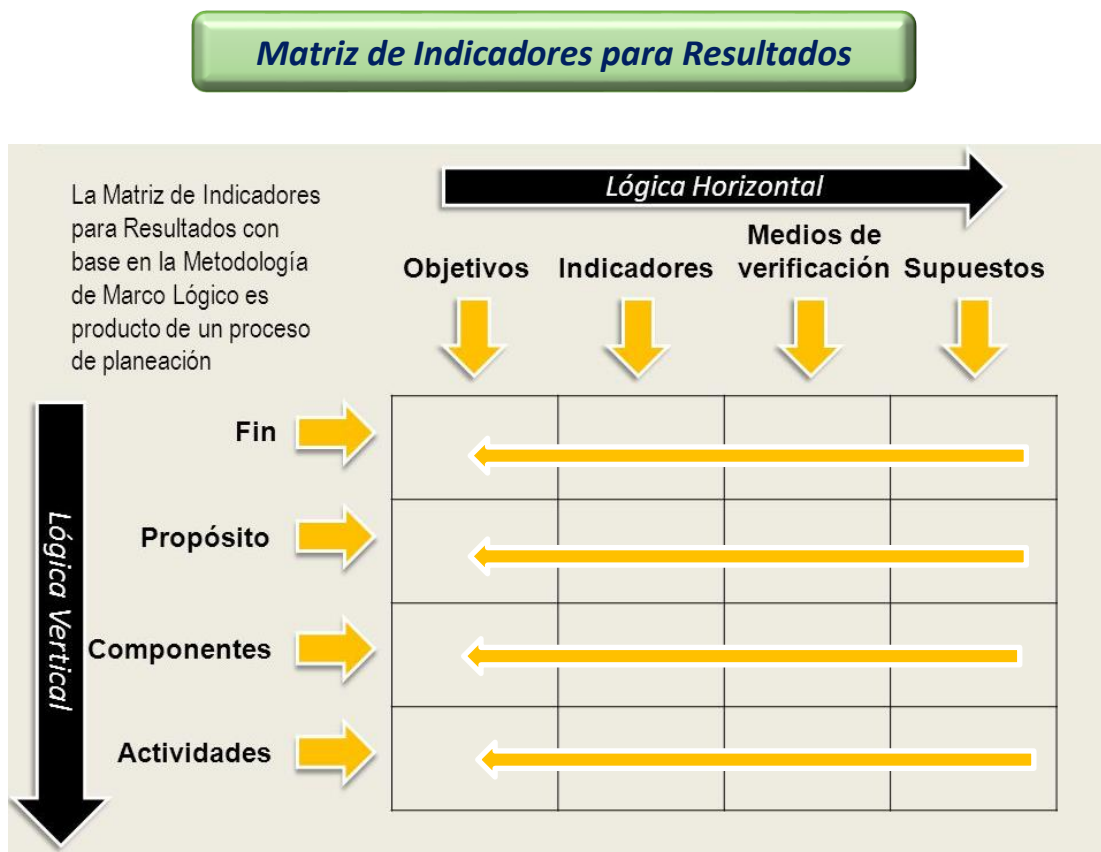 Matriz de Indicadores para Resultados
La Matriz de Indicadores
para Resultados con
base en la Metodología
de Marco Lógico es
producto de un proceso
de planeación
Lógica Horizontal
Objetivos
Indicadores
Medios de
verificación
Supuestos
Lógica Vertical
Fin
Propósito
Componentes
Actividades